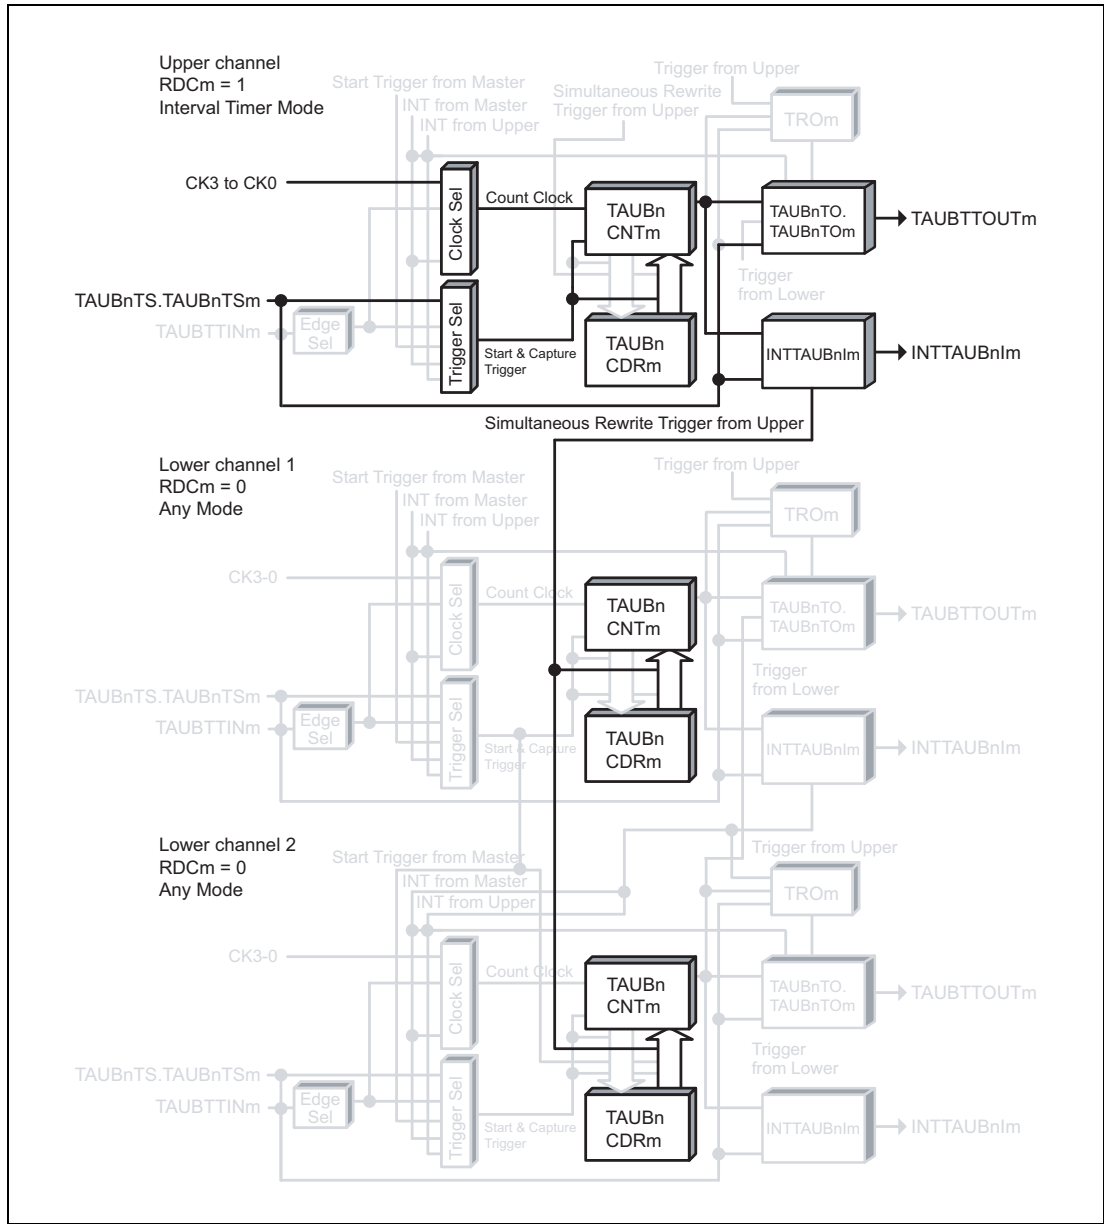 Upper channel
RDCm = 1
Interval Timer Mode
Start Trigger from Master
INT from Master
INT from Upper
Simultaneous Rewrite
Trigger from Upper
Trigger from Upper
TROm
CK3 to CK0
Clock Sel
Count Clock
TAUBn
CNTm
TAUBnTO.
TAUBnTOm
TAUBTTOUTm
Trigger
from Lower
TAUBnTS.TAUBnTSm
TAUBTTINm
Edge
Sel
Trigger Sel
Start & Capture
Trigger
TAUBn
CDRm
INTTAUBnIm
INTTAUBnIm
Simultaneous Rewrite Trigger from Upper
Lower channel 1
RDCm = 0
Any Mode
Start Trigger from Master
INT from Master
INT from Upper
Trigger from Upper
TROm
CK3-0
Clock Sel
Count Clock
TAUBn
CNTm
TAUBnTO.
TAUBnTOm
TAUBTTOUTm
Trigger
from Lower
TAUBnTS.TAUBnTSm
TAUBTTINm
Edge
Sel
Trigger Sel
Start & Capture
Trigger
TAUBn
CDRm
INTTAUBnIm
INTTAUBnIm
Lower channel 2
RDCm = 0
Any Mode
Start Trigger from Master
INT from Master
INT from Upper
Trigger from Upper
TROm
CK3-0
Clock Sel
Count Clock
TAUBn
CNTm
TAUBnTO.
TAUBnTOm
TAUBTTOUTm
Trigger
from Lower
TAUBnTS.TAUBnTSm
TAUBTTINm
Edge
Sel
Trigger Sel
Start & Capture
Trigger
TAUBn
CDRm
INTTAUBnIm
INTTAUBnIm